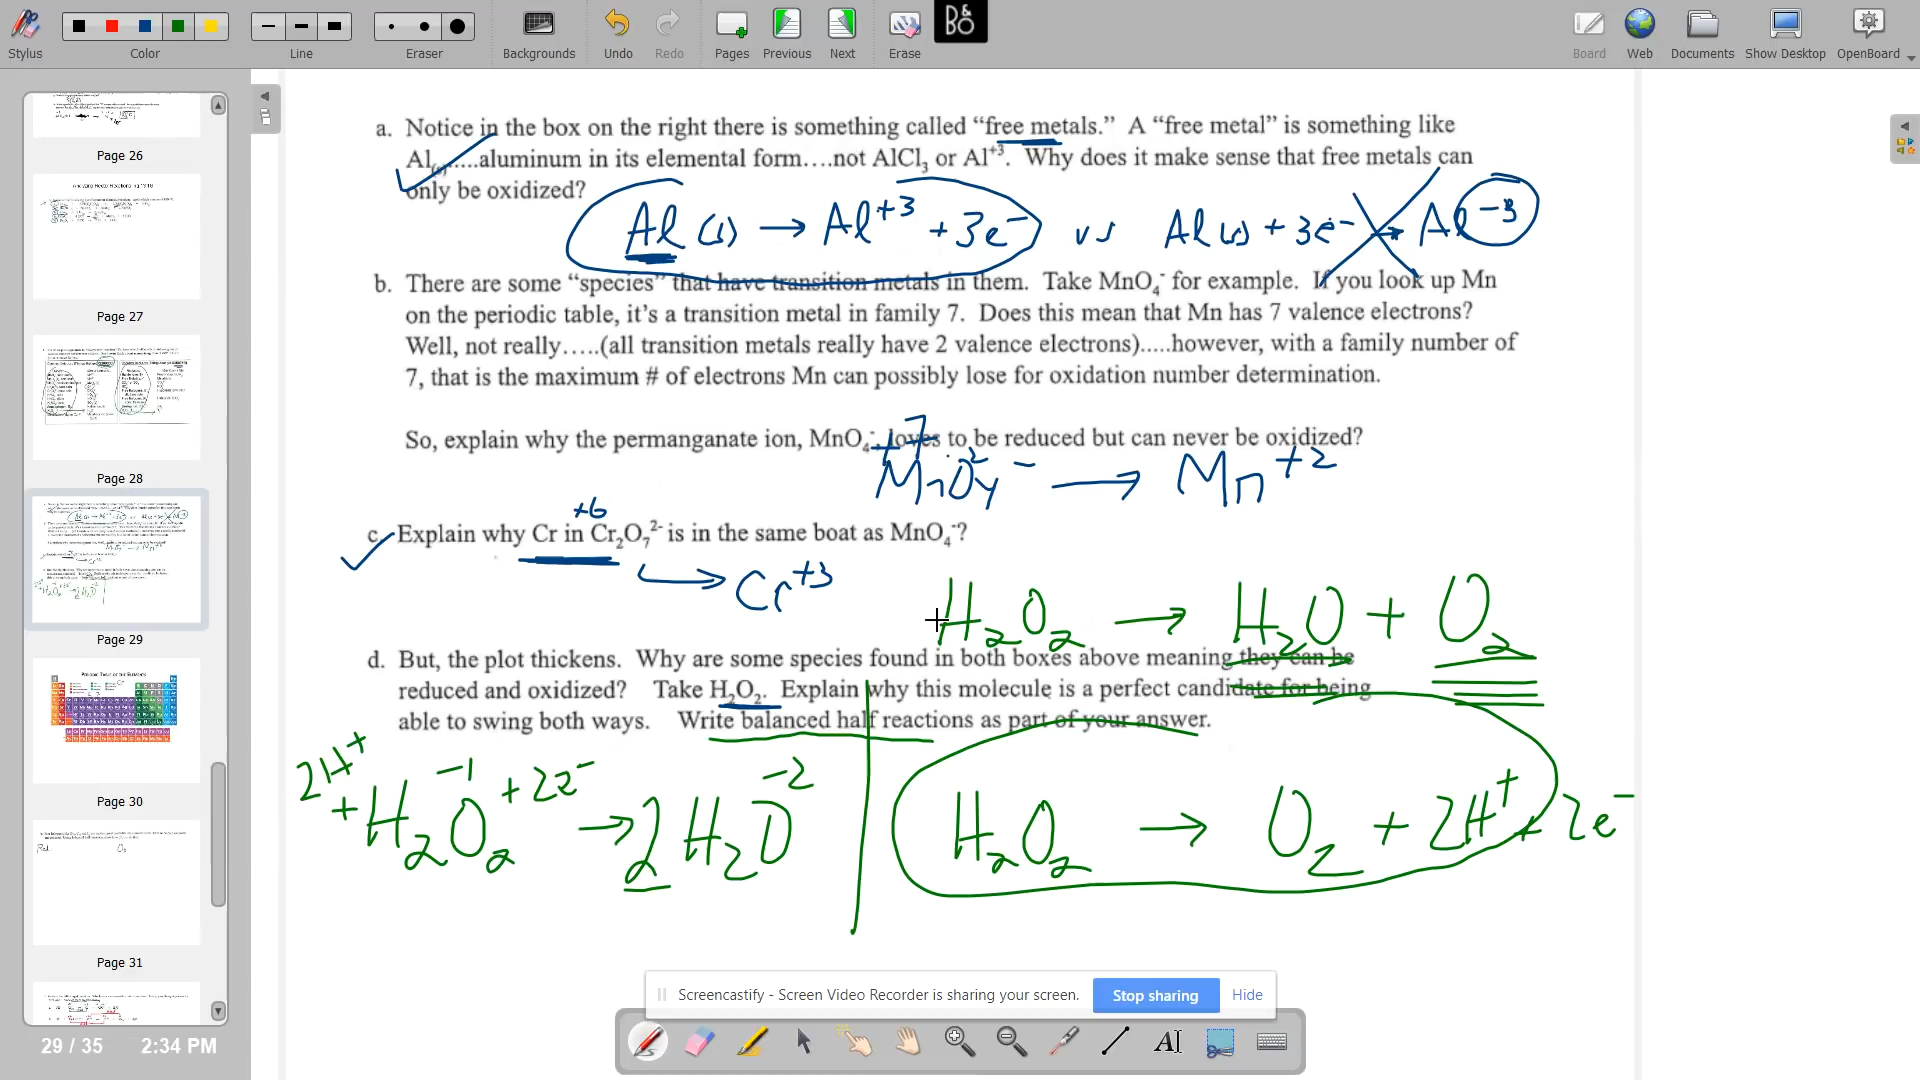 Stylus
Color
Line
Eraser
Backgrounds
Undo
Redo
Pages
Previous
Next
Erase
Board
Web
Documents
Show Desktop
OpenBoard
Page 26
Page 27
Page 28
Page 29
Page 30
Page 31
29 / 35 2:34 PM
a. Notice in the box on the right there is something called “free metals.” A “free metal” is something like
Al(s).....aluminum in its elemental form….not AlCl₃ or Al⁺³. Why does it make sense that free metals can
only be oxidized?
Al (s) → Al⁺³ + 3e⁻ vs Al (s) + 3e⁻ → Al⁻³
b. There are some “species” that have transition metals in them. Take MnO₄⁻ for example. If you look up Mn
on the periodic table, it’s a transition metal in family 7. Does this mean that Mn has 7 valence electrons?
Well, not really…..(all transition metals really have 2 valence electrons).....however, with a family number of
7, that is the maximum # of electrons Mn can possibly lose for oxidation number determination.
So, explain why the permanganate ion, MnO₄⁻ loves to be reduced but can never be oxidized?
+7 -2
MnO₄⁻ → Mn⁺²
+6
c. Explain why Cr in Cr₂O₇²⁻ is in the same boat as MnO₄⁻?
→ Cr⁺³
H₂O₂ → H₂O + O₂
d. But, the plot thickens. Why are some species found in both boxes above meaning they can be
reduced and oxidized? Take H₂O₂. Explain why this molecule is a perfect candidate for being
able to swing both ways. Write balanced half reactions as part of your answer.
2H⁺ + H₂O₂⁻¹ + 2e⁻ → 2 H₂O⁻²
H₂O₂ → O₂ + 2H⁺ + 2e⁻
Screencastify - Screen Video Recorder is sharing your screen.
Stop sharing
Hide